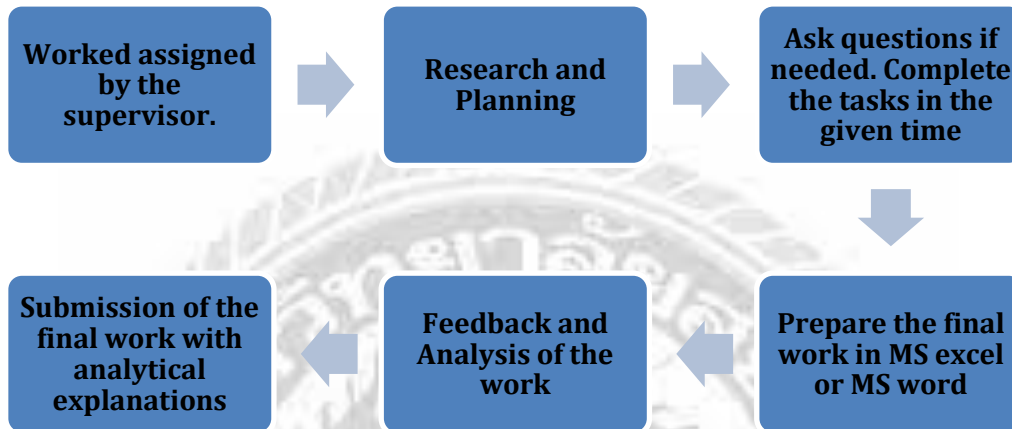 Worked assigned
by the
supervisor.
Research and
Planning
Ask questions if
needed. Complete
the tasks in the
given time
Prepare the final
work in MS excel
or MS word
Feedback and
Analysis of the
work
Submission of the
final work with
analytical
explanations